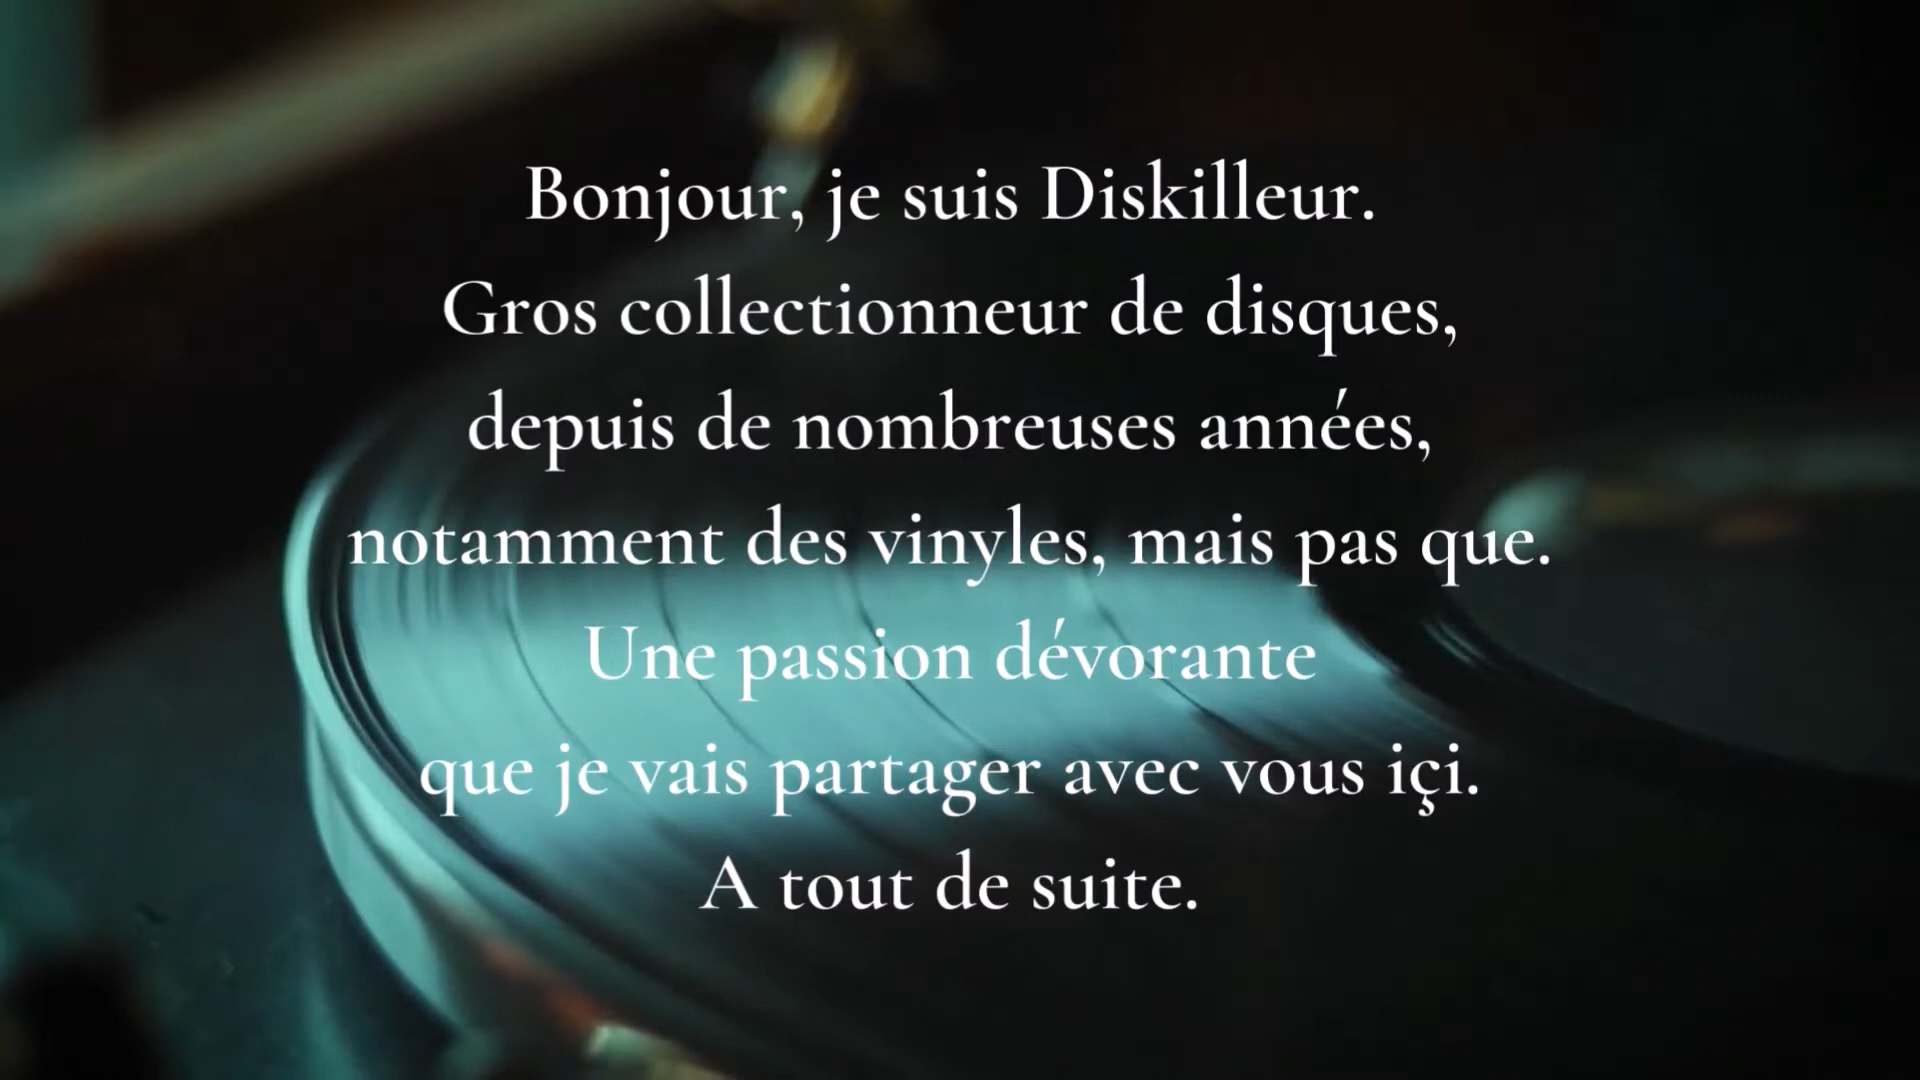 Bonjour, je suis Diskilleur.
Gros collectionneur de disques,
depuis de nombreuses années,
notamment des vinyles, mais pas que.
Une passion dévorante
que je vais partager avec vous içi.
A tout de suite.